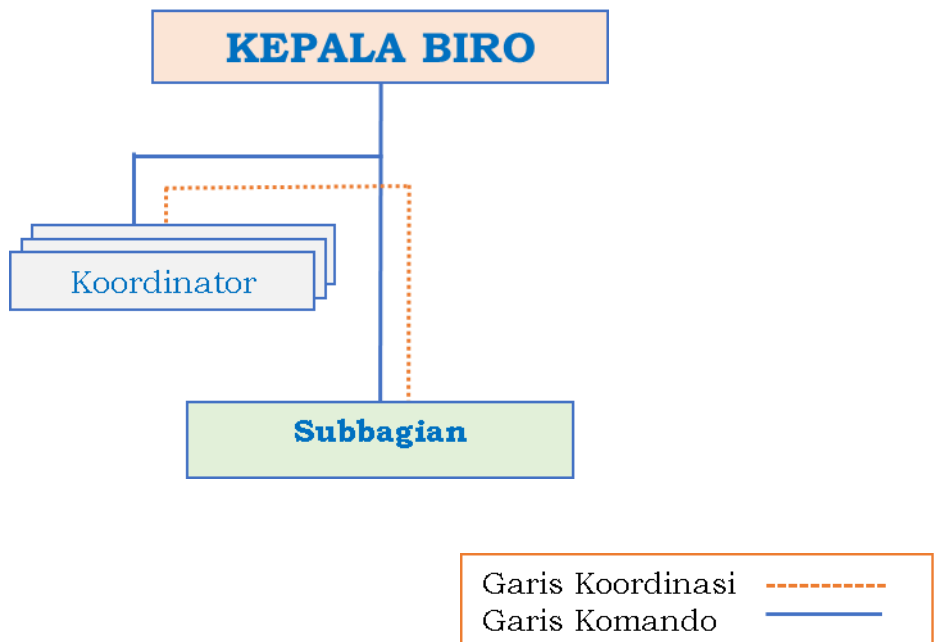 KEPALA BIRO
Koordinator
Subbagian
Garis Koordinasi
Garis Komando